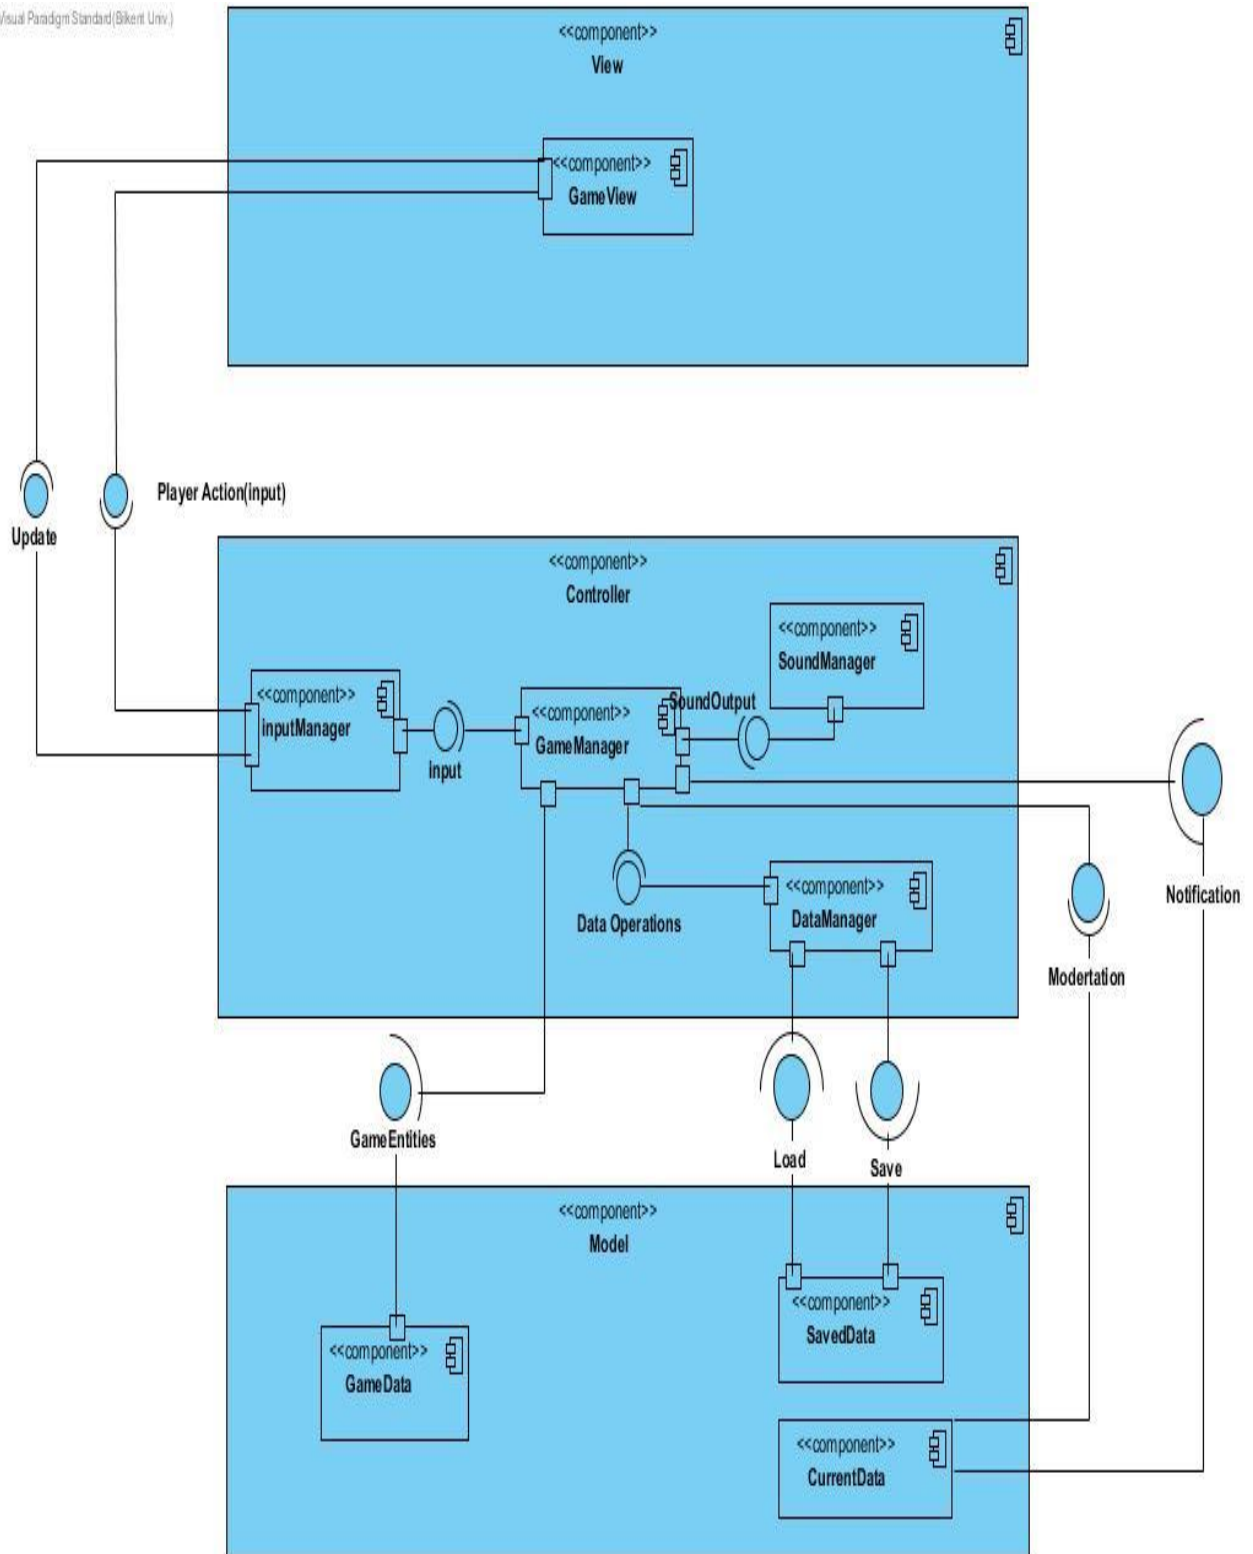 Visual Paradigm Standard(Bilkent Univ.)
<<component>>
View
<<component>>
GameView
Player Action(input)
Update
<<component>>
Controller
<<component>>
SoundManager
<<component>>
inputManager
<<component>>
GameManager
SoundOutput
input
<<component>>
DataManager
Data Operations
Notification
Modertation
GameEntities
Load
Save
<<component>>
Model
<<component>>
SavedData
<<component>>
GameData
<<component>>
CurrentData